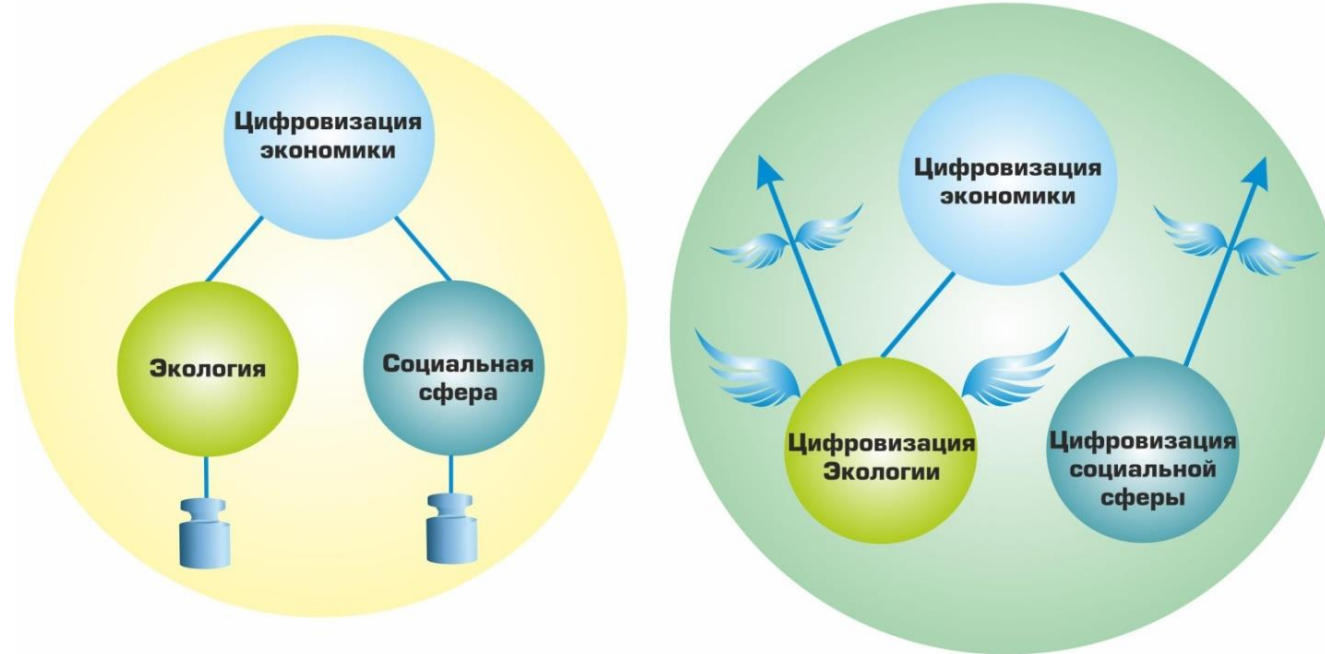 Цифровизация
экономики
Экология
Социальная
сфера
Цифровизация
экономики
Цифровизация
Экологии
Цифровизация
социальной
сферы